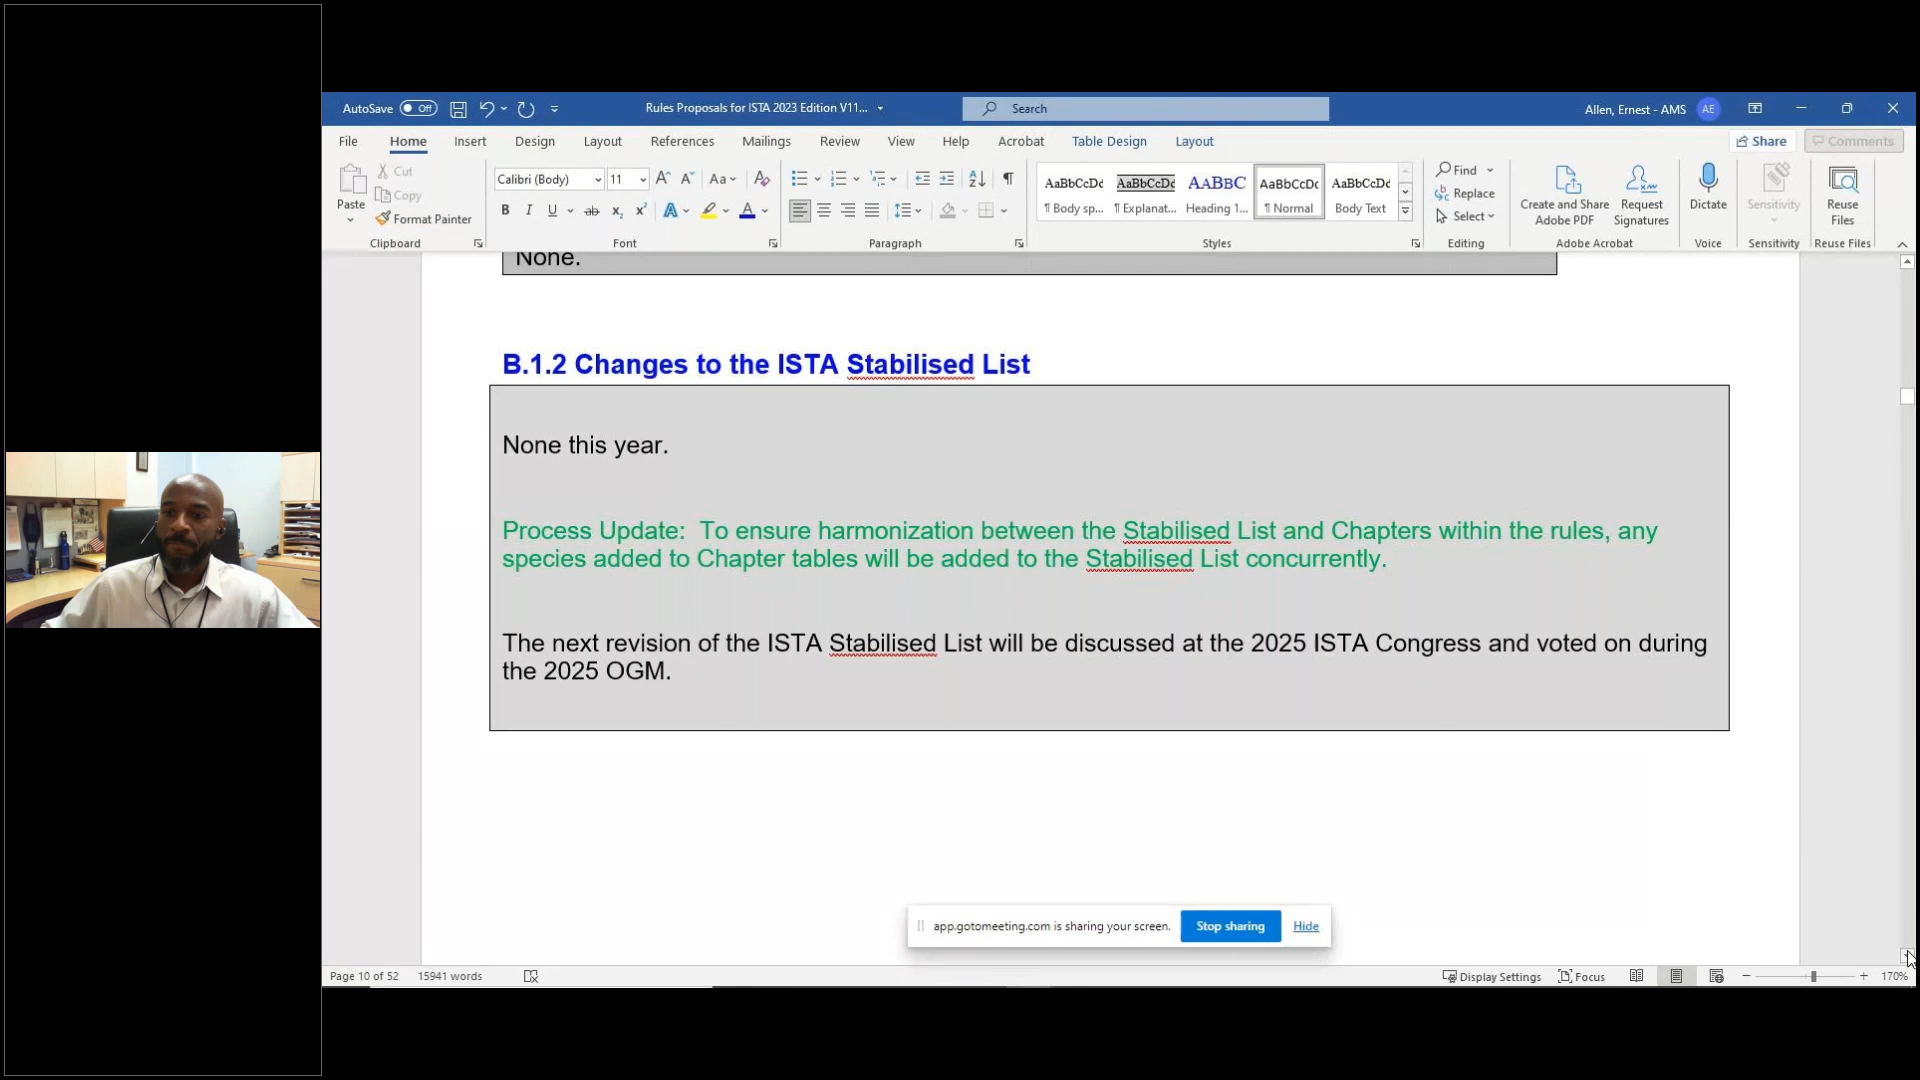 AutoSave Off
Rules Proposals for ISTA 2023 Edition V11...
Search
Allen, Ernest - AMS AE
File Home Insert Design Layout References Mailings Review View Help Acrobat Table Design Layout
Share Comments
Paste
Cut
Copy
Format Painter
Clipboard
Calibri (Body) 11
Font
Paragraph
AaBbCcDc AaBbCcDc AABBC AaBbCcDc AaBbCcDc
¶ Body sp... ¶ Explanat... Heading 1... ¶ Normal Body Text
Styles
Find
Replace
Select
Editing
Create and Share Adobe PDF
Request Signatures
Adobe Acrobat
Dictate
Voice
Sensitivity
Sensitivity
Reuse Files
Reuse Files
None.
B.1.2 Changes to the ISTA Stabilised List
None this year.
Process Update: To ensure harmonization between the Stabilised List and Chapters within the rules, any
species added to Chapter tables will be added to the Stabilised List concurrently.
The next revision of the ISTA Stabilised List will be discussed at the 2025 ISTA Congress and voted on during
the 2025 OGM.
app.gotomeeting.com is sharing your screen. Stop sharing Hide
Page 10 of 52 15941 words
Display Settings Focus 170%